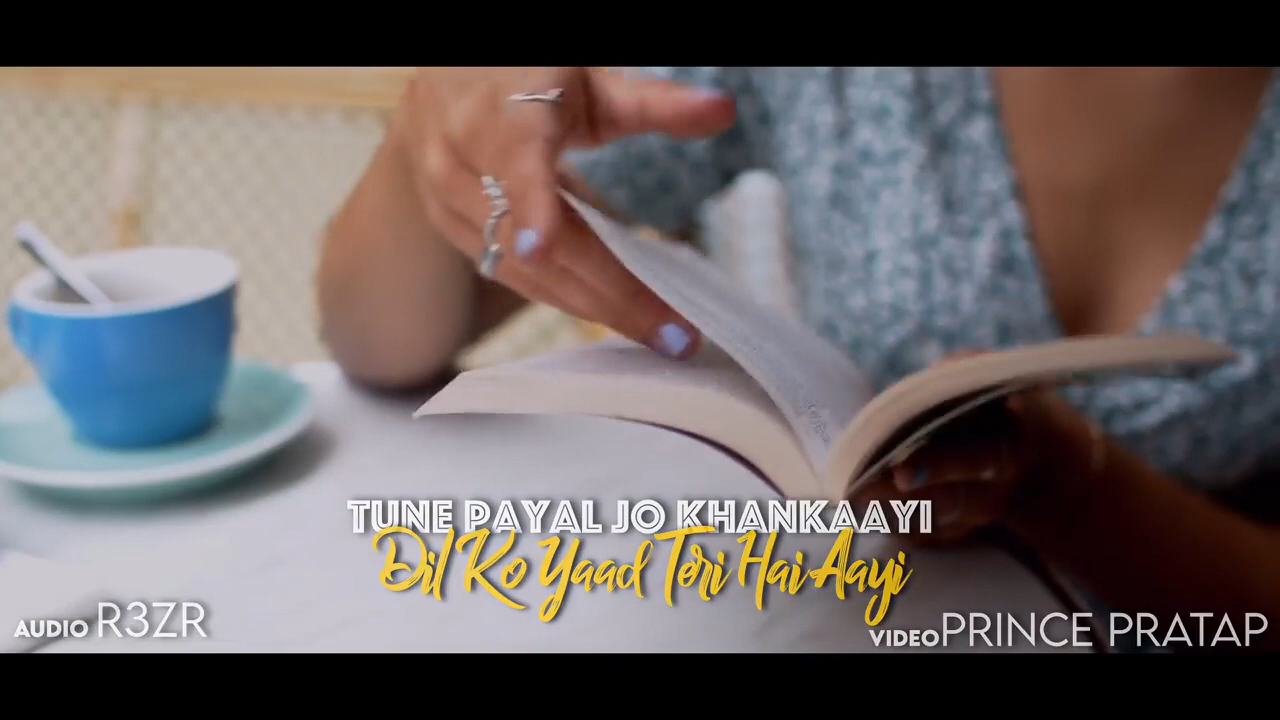 TUNE PAYAL JO KHANKAAYI
Dil Ko Yaad Teri Hai Aayi
AUDIO R3ZR
VIDEO PRINCE PRATAP